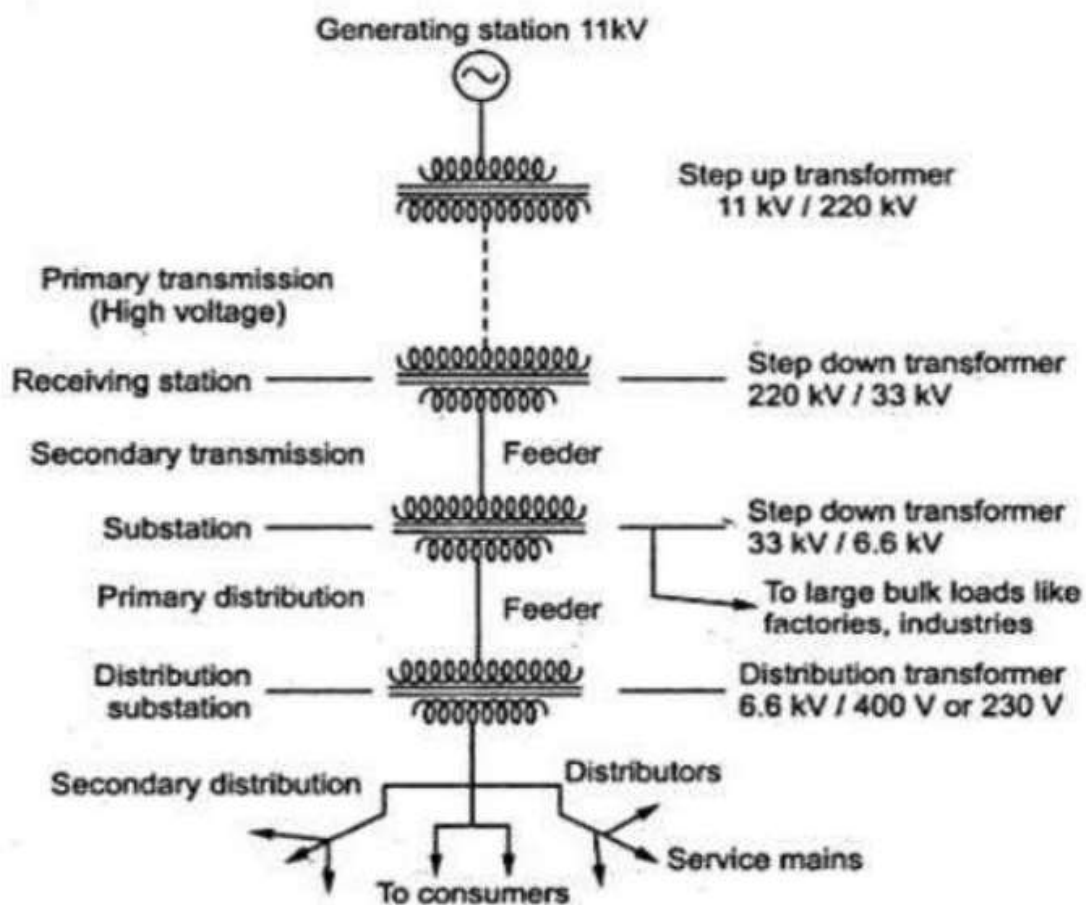 Generating station 11kV
Step up transformer
11 kV / 220 kV
Primary transmission
(High voltage)
Receiving station
Step down transformer
220 kV / 33 kV
Secondary transmission
Feeder
Substation
Step down transformer
33 kV / 6.6 kV
Primary distribution
Feeder
To large bulk loads like
factories, industries
Distribution
substation
Distribution transformer
6.6 kV / 400 V or 230 V
Secondary distribution
Distributors
Service mains
To consumers